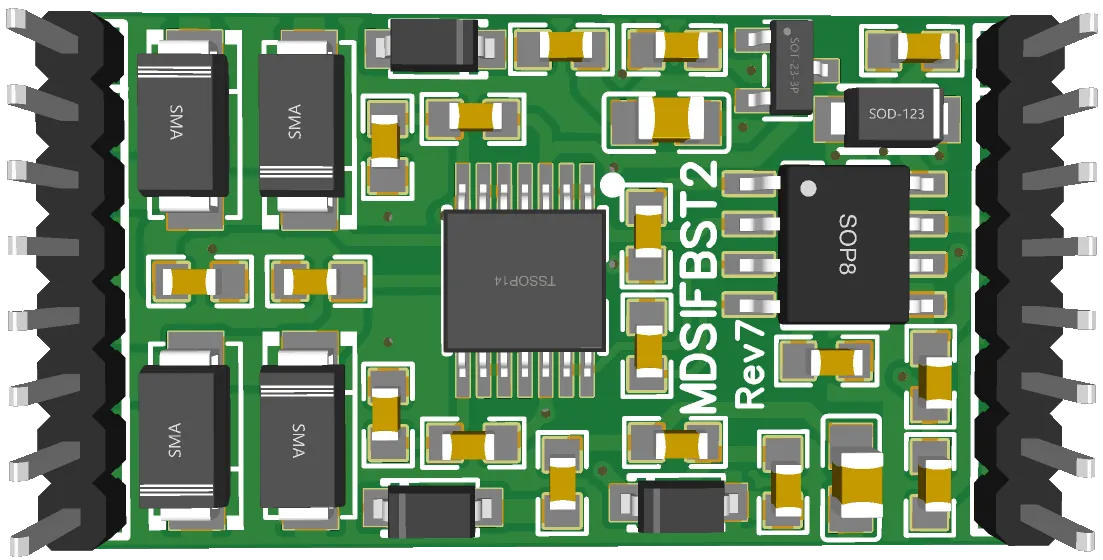 SMA
SMA
SOT-23-3P
SOD-123
TSSOP14
MDSIFBST2
Rev7
SOP8
SMA
SMA